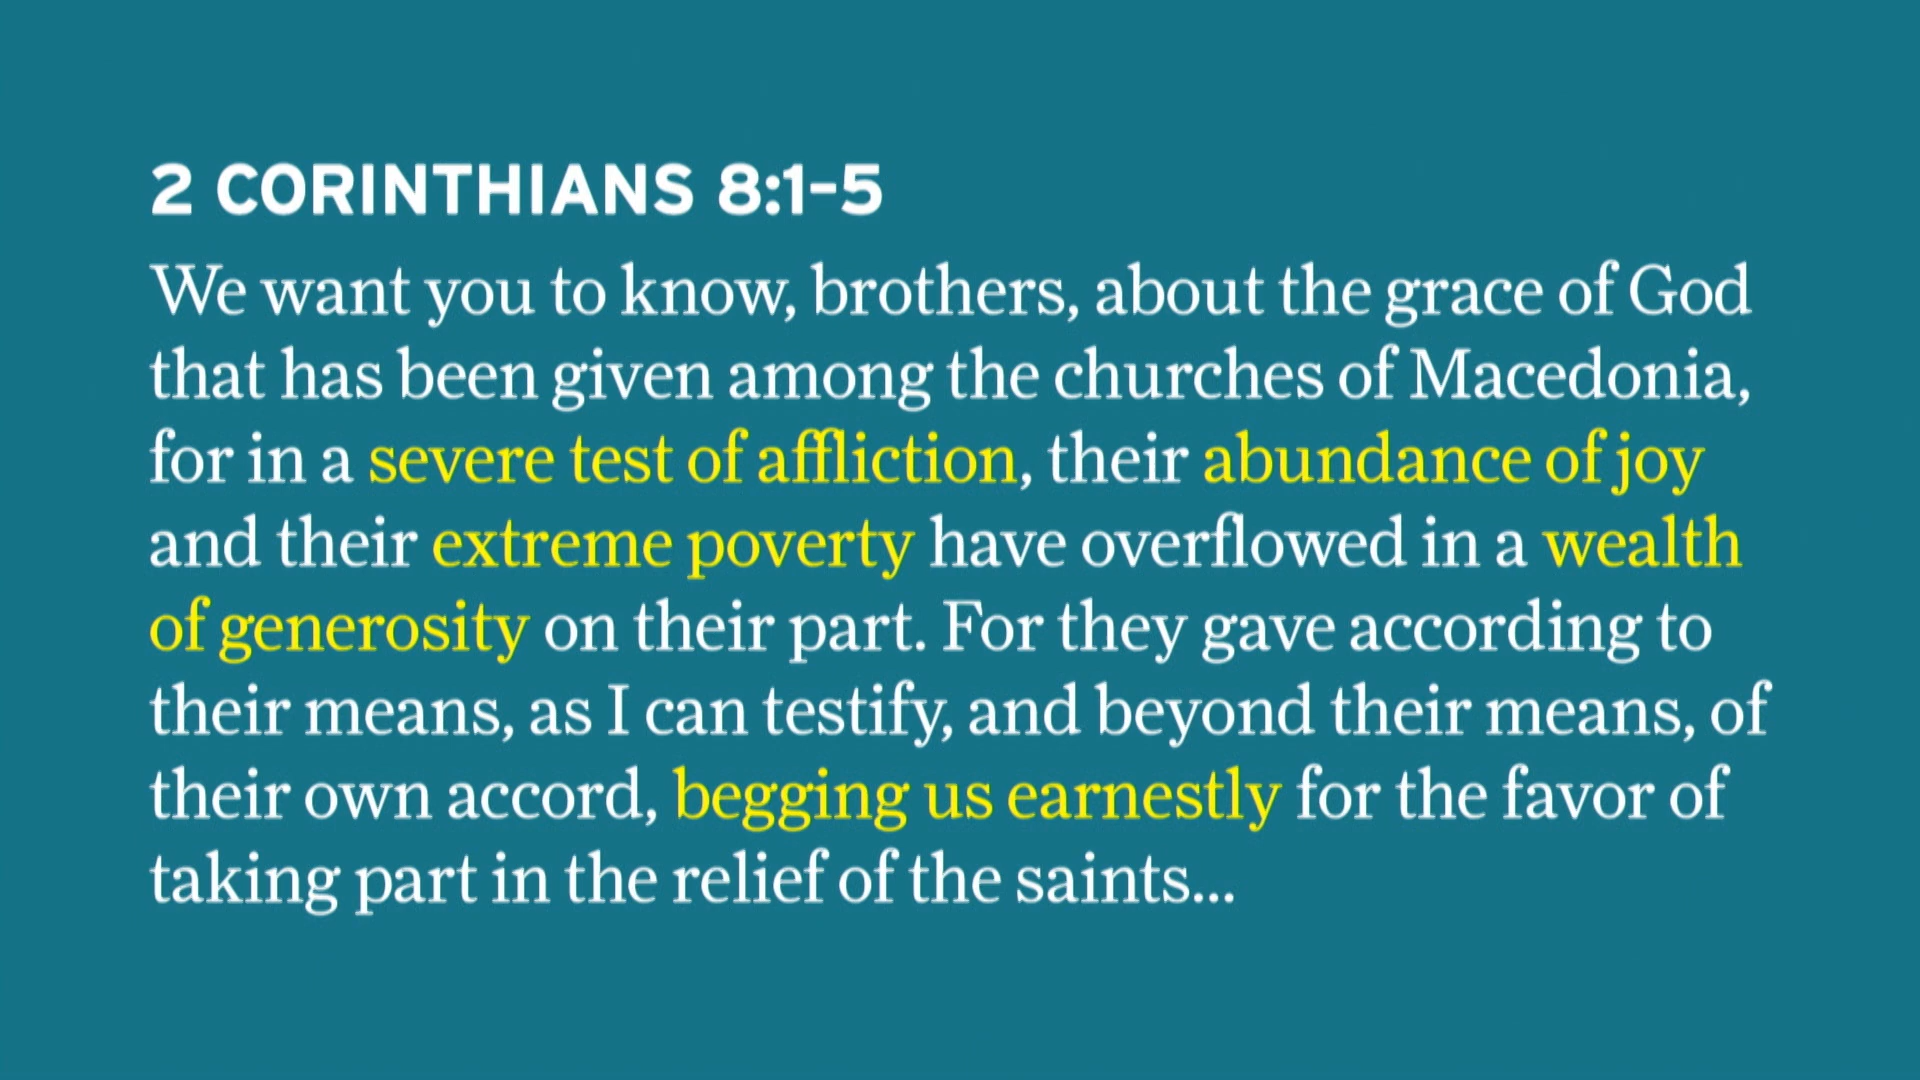 2 CORINTHIANS 8:1–5
We want you to know, brothers, about the grace of God
that has been given among the churches of Macedonia,
for in a severe test of affliction, their abundance of joy
and their extreme poverty have overflowed in a wealth
of generosity on their part. For they gave according to
their means, as I can testify, and beyond their means, of
their own accord, begging us earnestly for the favor of
taking part in the relief of the saints...